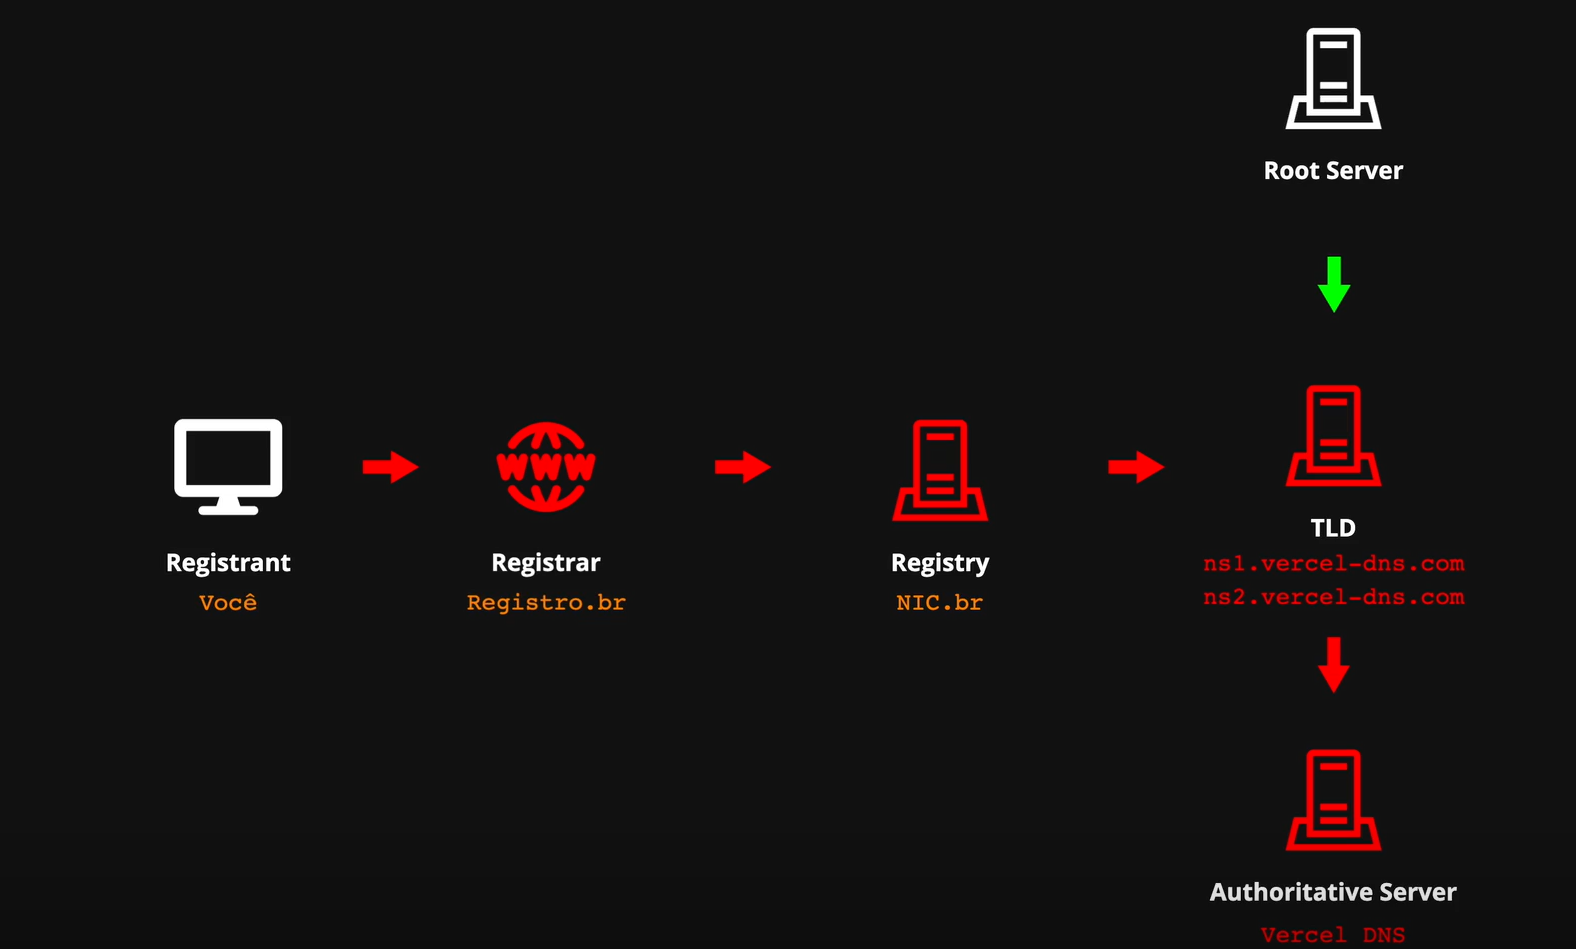 Root Server
www
Registrant
Você
Registrar
Registro.br
Registry
NIC.br
TLD
ns1.vercel-dns.com
ns2.vercel-dns.com
Authoritative Server
Vercel DNS